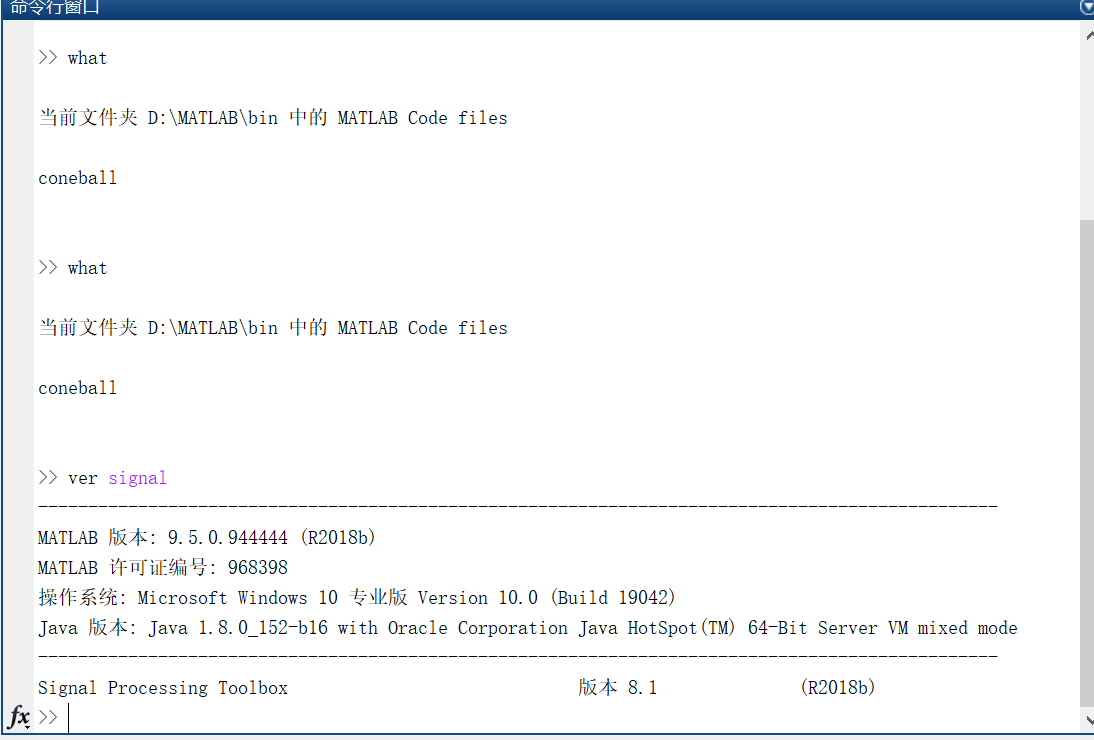 命令行窗口
>> what
当前文件夹 D:\MATLAB\bin 中的 MATLAB Code files
coneball
>> what
当前文件夹 D:\MATLAB\bin 中的 MATLAB Code files
coneball
>> ver signal
------------------------------------------------------------------------------------------------
MATLAB 版本: 9.5.0.944444 (R2018b)
MATLAB 许可证编号: 968398
操作系统: Microsoft Windows 10 专业版 Version 10.0 (Build 19042)
Java 版本: Java 1.8.0_152-b16 with Oracle Corporation Java HotSpot(TM) 64-Bit Server VM mixed mode
------------------------------------------------------------------------------------------------
Signal Processing Toolbox 版本 8.1 (R2018b)
fx >>